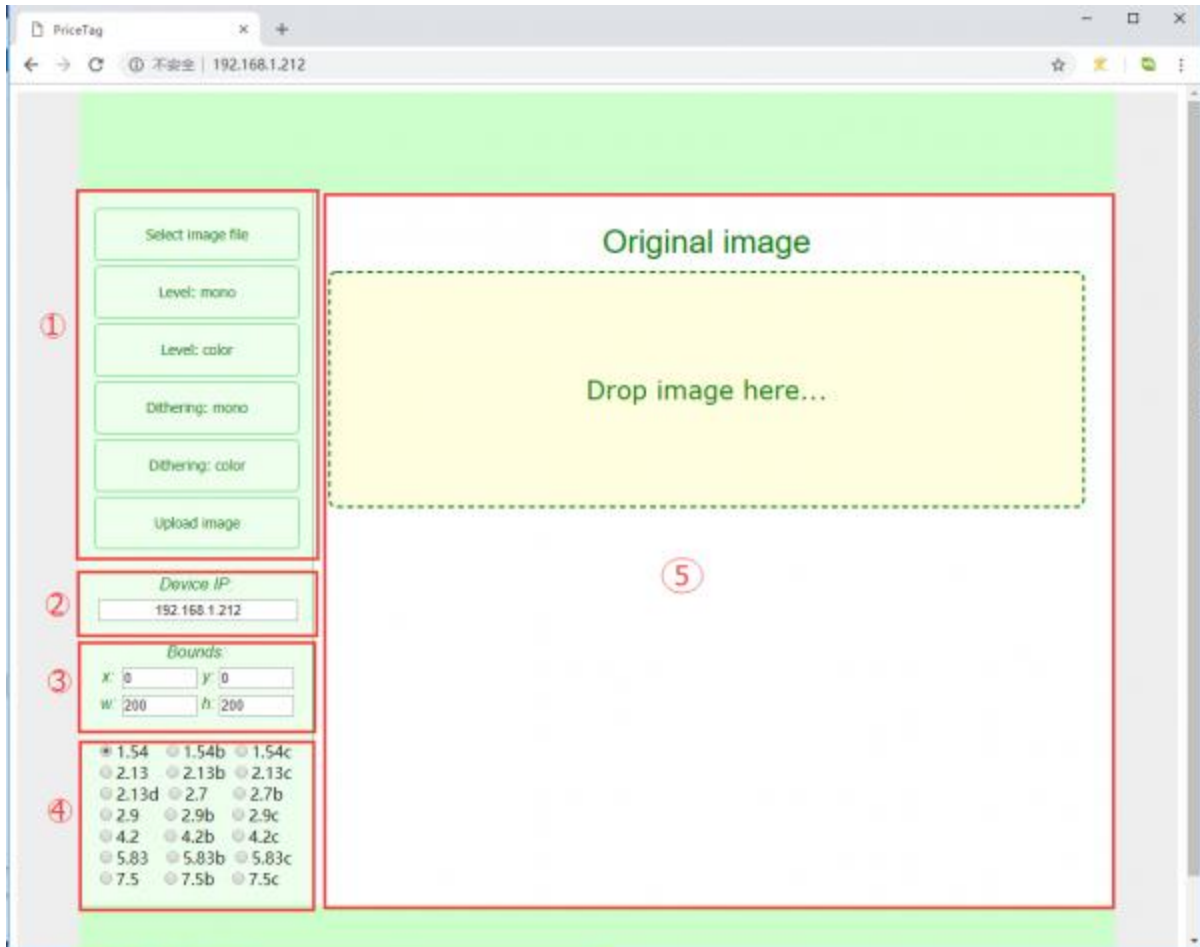 PriceTag
不安全 | 192.168.1.212
Select image file
Level: mono
①
Level: color
Dithering: mono
Dithering: color
Upload image
Original image
Drop image here...
⑤
②
Device IP:
192.168.1.212
③
Bounds:
x: 0 y: 0
w: 200 h: 200
④
1.54 1.54b 1.54c
2.13 2.13b 2.13c
2.13d 2.7 2.7b
2.9 2.9b 2.9c
4.2 4.2b 4.2c
5.83 5.83b 5.83c
7.5 7.5b 7.5c